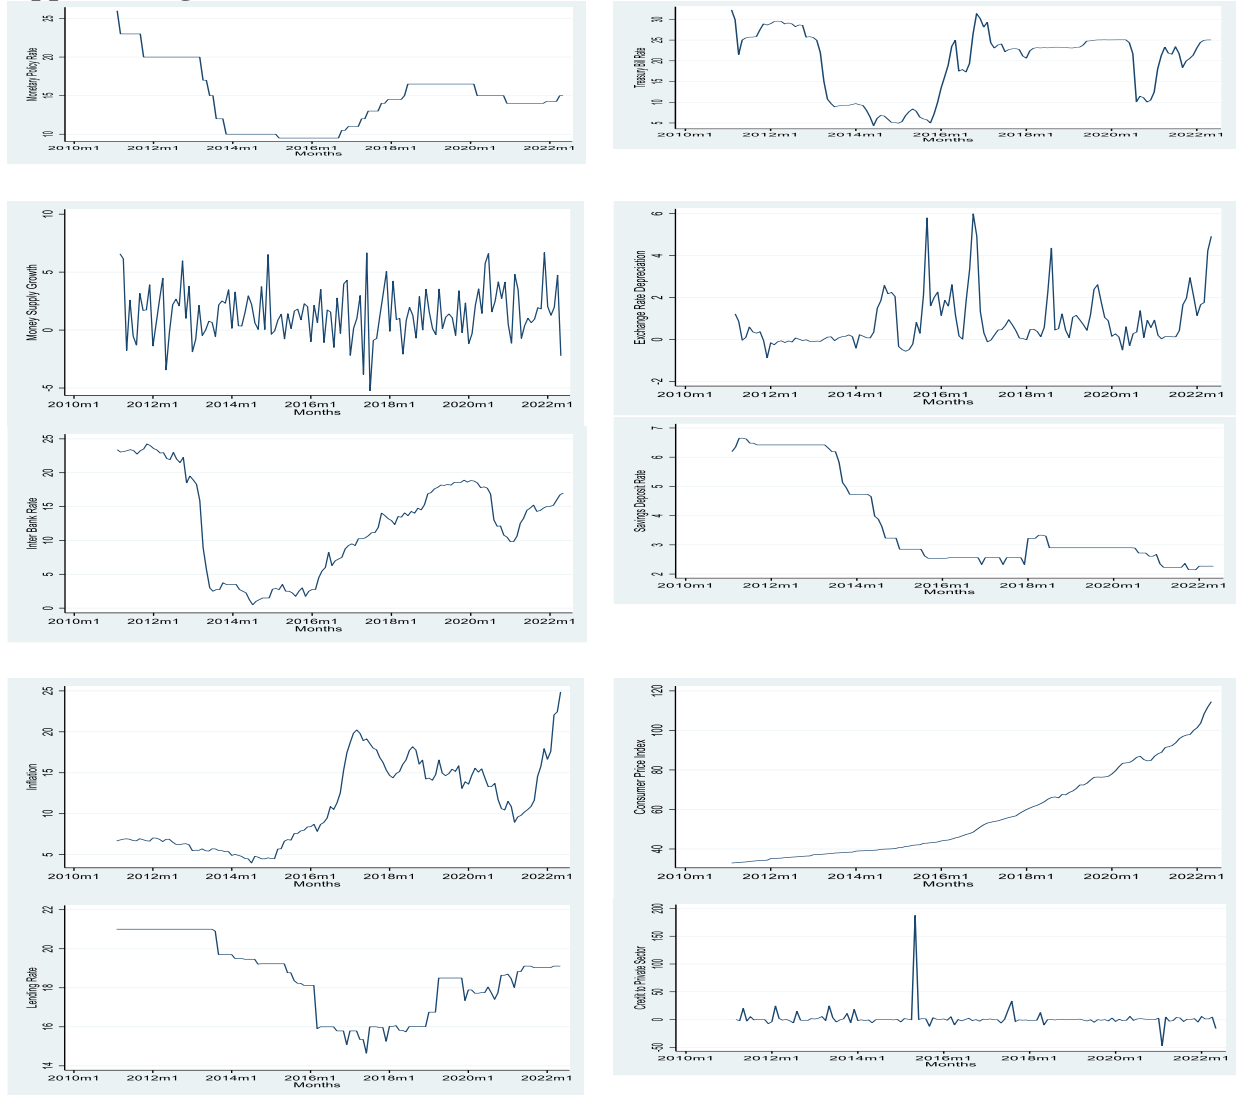 Monetary Policy Rate
25
20
15
10
2010m1 2012m1 2014m1 2016m1 2018m1 2020m1 2022m1
Months
Treasury Bill Rate
30
25
20
15
10
5
2010m1 2012m1 2014m1 2016m1 2018m1 2020m1 2022m1
Months
Money Supply Growth
10
5
0
-5
2010m1 2012m1 2014m1 2016m1 2018m1 2020m1 2022m1
Months
Exchange Rate Depreciation
6
4
2
0
-2
2010m1 2012m1 2014m1 2016m1 2018m1 2020m1 2022m1
Months
Inter Bank Rate
25
20
15
10
5
0
2010m1 2012m1 2014m1 2016m1 2018m1 2020m1 2022m1
Months
Savings Deposit Rate
7
6
5
4
3
2
2010m1 2012m1 2014m1 2016m1 2018m1 2020m1 2022m1
Months
Inflation
25
20
15
10
5
2010m1 2012m1 2014m1 2016m1 2018m1 2020m1 2022m1
Months
Consumer Price Index
120
100
80
60
40
2010m1 2012m1 2014m1 2016m1 2018m1 2020m1 2022m1
Months
Lending Rate
22
20
18
16
14
2010m1 2012m1 2014m1 2016m1 2018m1 2020m1 2022m1
Months
Credit to Private Sector
200
150
100
50
0
-50
2010m1 2012m1 2014m1 2016m1 2018m1 2020m1 2022m1
Months